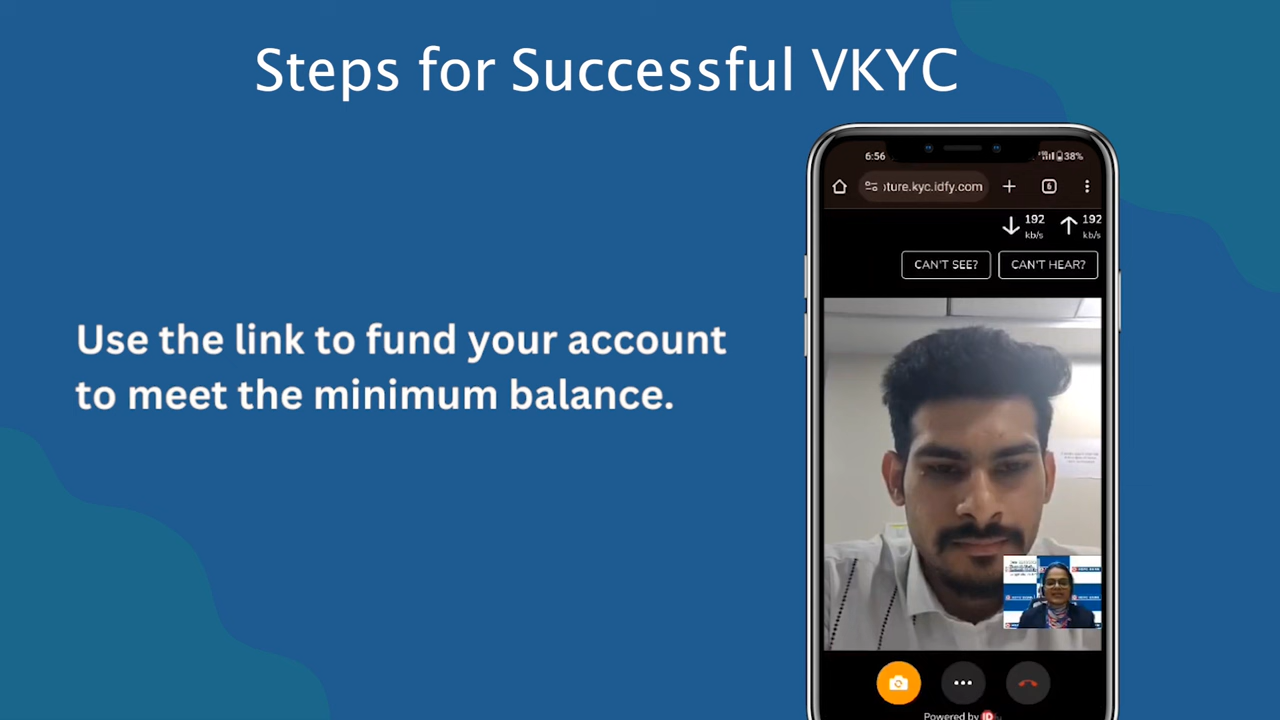 Steps for Successful VKYC
6:56
38%
ture.kyc.idfy.com
6
192
kb/s
192
kb/s
CAN'T SEE?
CAN'T HEAR?
Use the link to fund your account
to meet the minimum balance.
Powered by IDfy